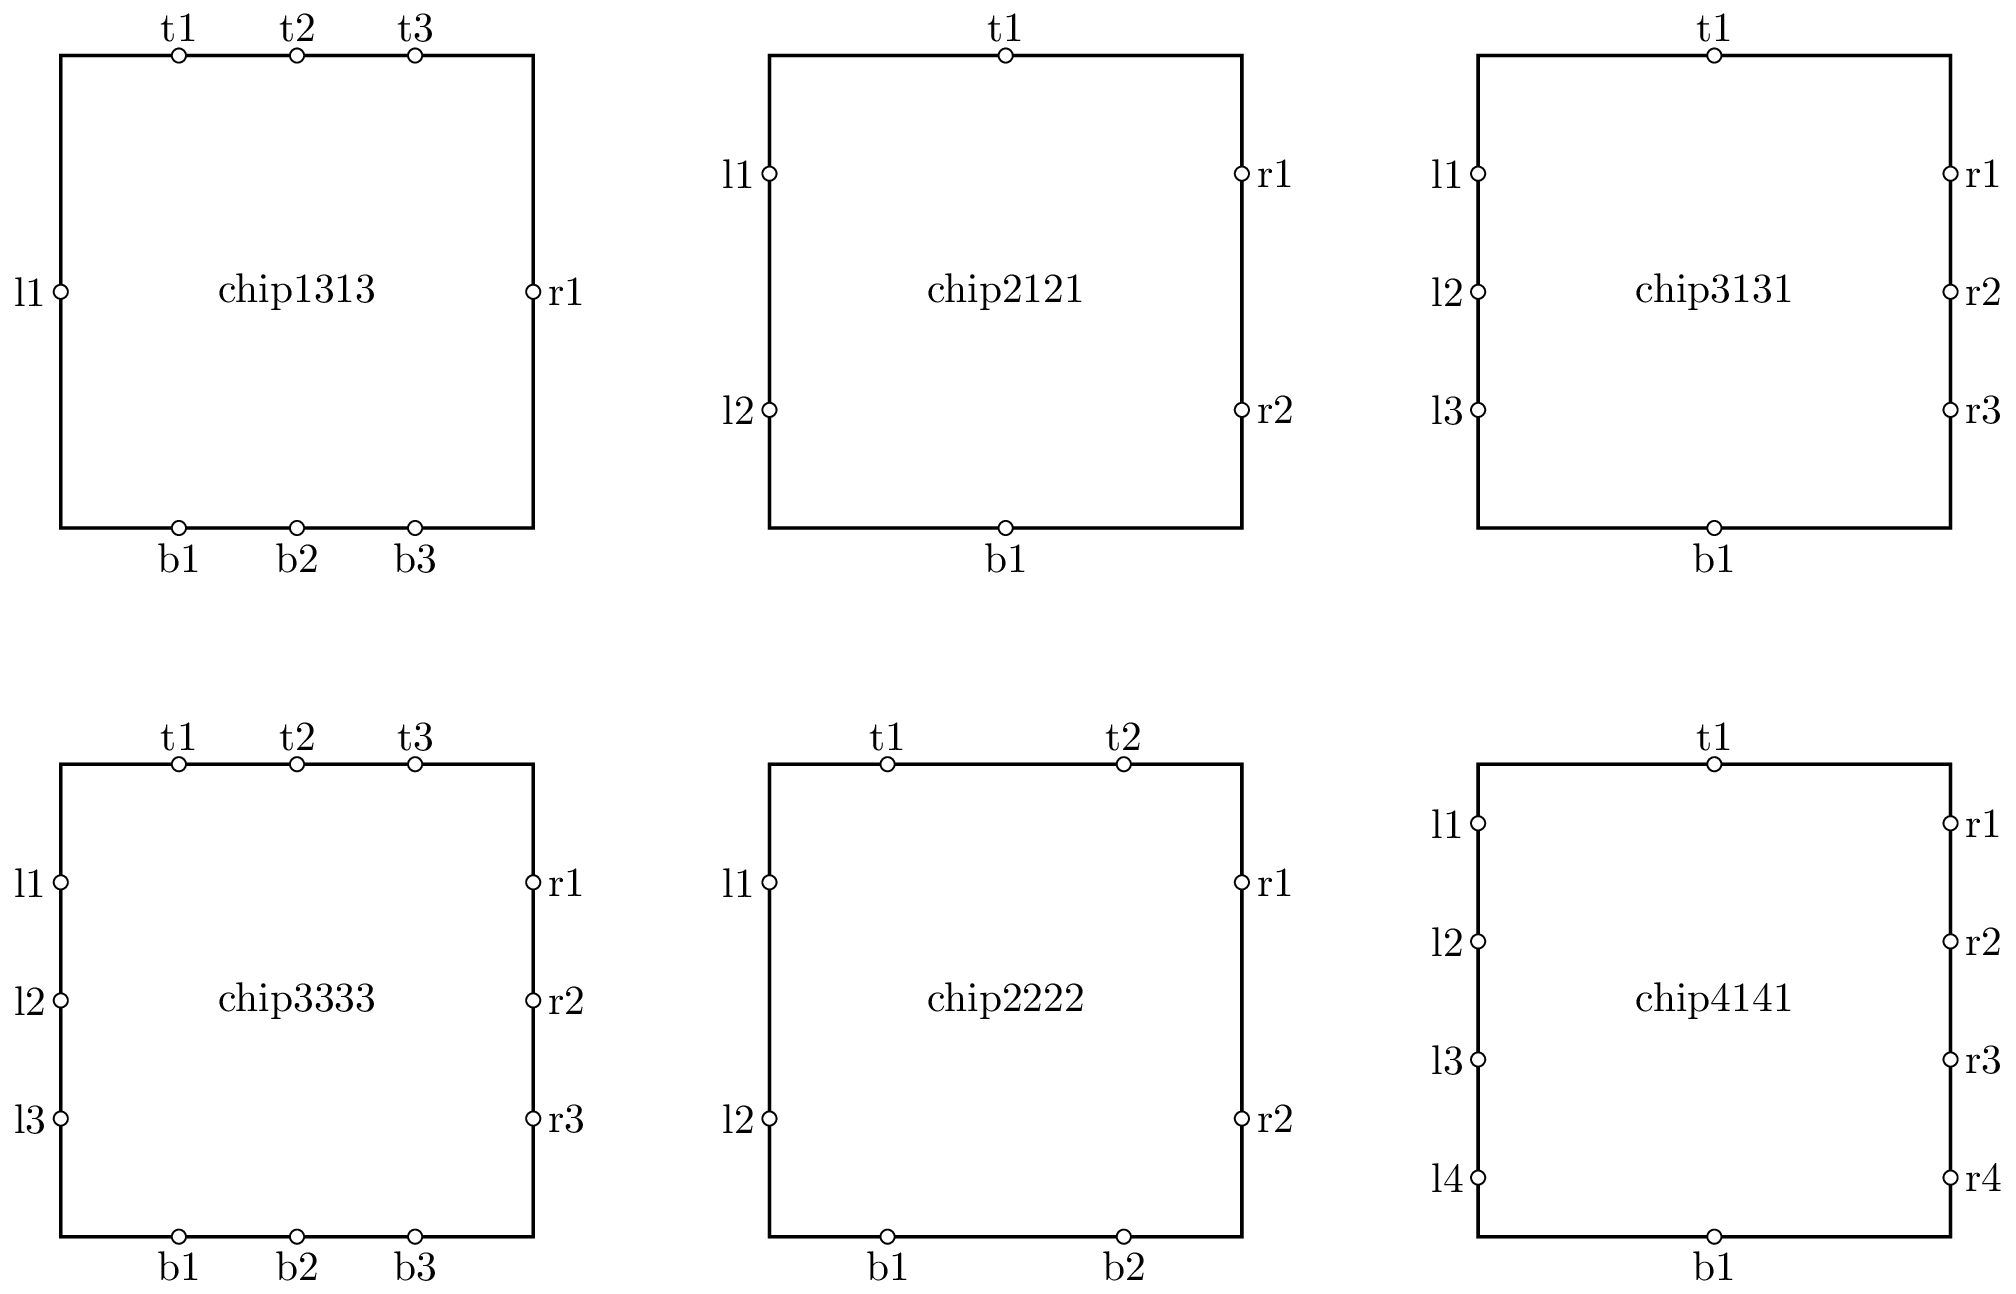 t1 t2 t3 t1 t1
l1 r1 l1 r1
l1 chip1313 r1 chip2121 l2 chip3131 r2
l2 r2 l3 r3
b1 b2 b3 b1 b1
t1 t2 t3 t1 t2 t1
l1 r1
l1 r1 l1 r1
l2 r2
l2 chip3333 r2 chip2222 chip4141
l3 r3
l3 r3 l2 r2
l4 r4
b1 b2 b3 b1 b2 b1